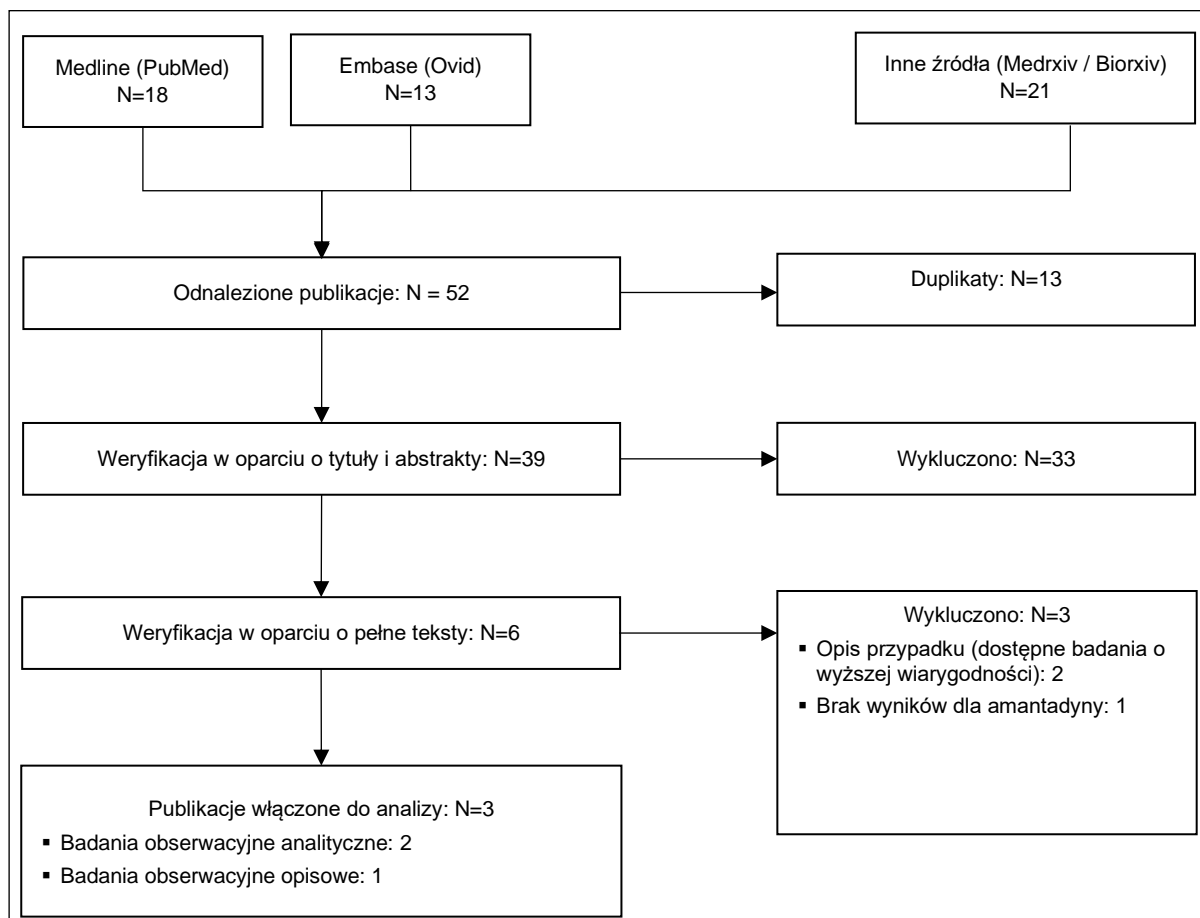 Medline (PubMed)
N=18
Embase (Ovid)
N=13
Inne źródła (Medrxiv / Biorxiv)
N=21
Odnalezione publikacje: N = 52
Duplikaty: N=13
Weryfikacja w oparciu o tytuły i abstrakty: N=39
Wykluczono: N=33
Weryfikacja w oparciu o pełne teksty: N=6
Wykluczono: N=3
▪ Opis przypadku (dostępne badania o
wyższej wiarygodności): 2
▪ Brak wyników dla amantadyny: 1
Publikacje włączone do analizy: N=3
▪ Badania obserwacyjne analityczne: 2
▪ Badania obserwacyjne opisowe: 1